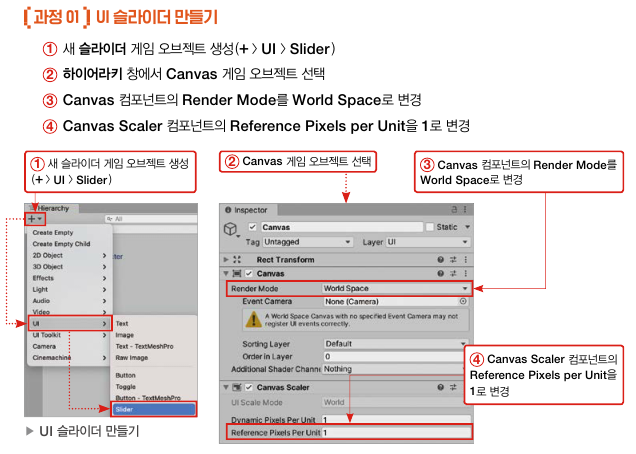 [과정 01] UI 슬라이더 만들기
① 새 슬라이더 게임 오브젝트 생성(+ > UI > Slider)
② 하이어라키 창에서 Canvas 게임 오브젝트 선택
③ Canvas 컴포넌트의 Render Mode를 World Space로 변경
④ Canvas Scaler 컴포넌트의 Reference Pixels per Unit을 1로 변경
① 새 슬라이더 게임 오브젝트 생성
(+ > UI > Slider)
② Canvas 게임 오브젝트 선택
③ Canvas 컴포넌트의 Render Mode를
World Space로 변경
Hierarchy
+
All
Create Empty
Create Empty Child
2D Object
3D Object
Effects
Light
Audio
Video
UI
UI Toolkit
Camera
Cinemachine
Text
Image
Text - TextMeshPro
Raw Image
Button
Toggle
Button - TextMeshPro
Slider
▶ UI 슬라이더 만들기
Inspector
Canvas
Static
Tag Untagged
Layer UI
Rect Transform
Canvas
Render Mode World Space
Event Camera None (Camera)
A World Space Canvas with no specified Event Camera may not
register UI events correctly.
Sorting Layer Default
Order in Layer 0
Additional Shader Channe Nothing
Canvas Scaler
UI Scale Mode World
Dynamic Pixels Per Unit 1
Reference Pixels Per Unit 1
④ Canvas Scaler 컴포넌트의
Reference Pixels per Unit을
1로 변경